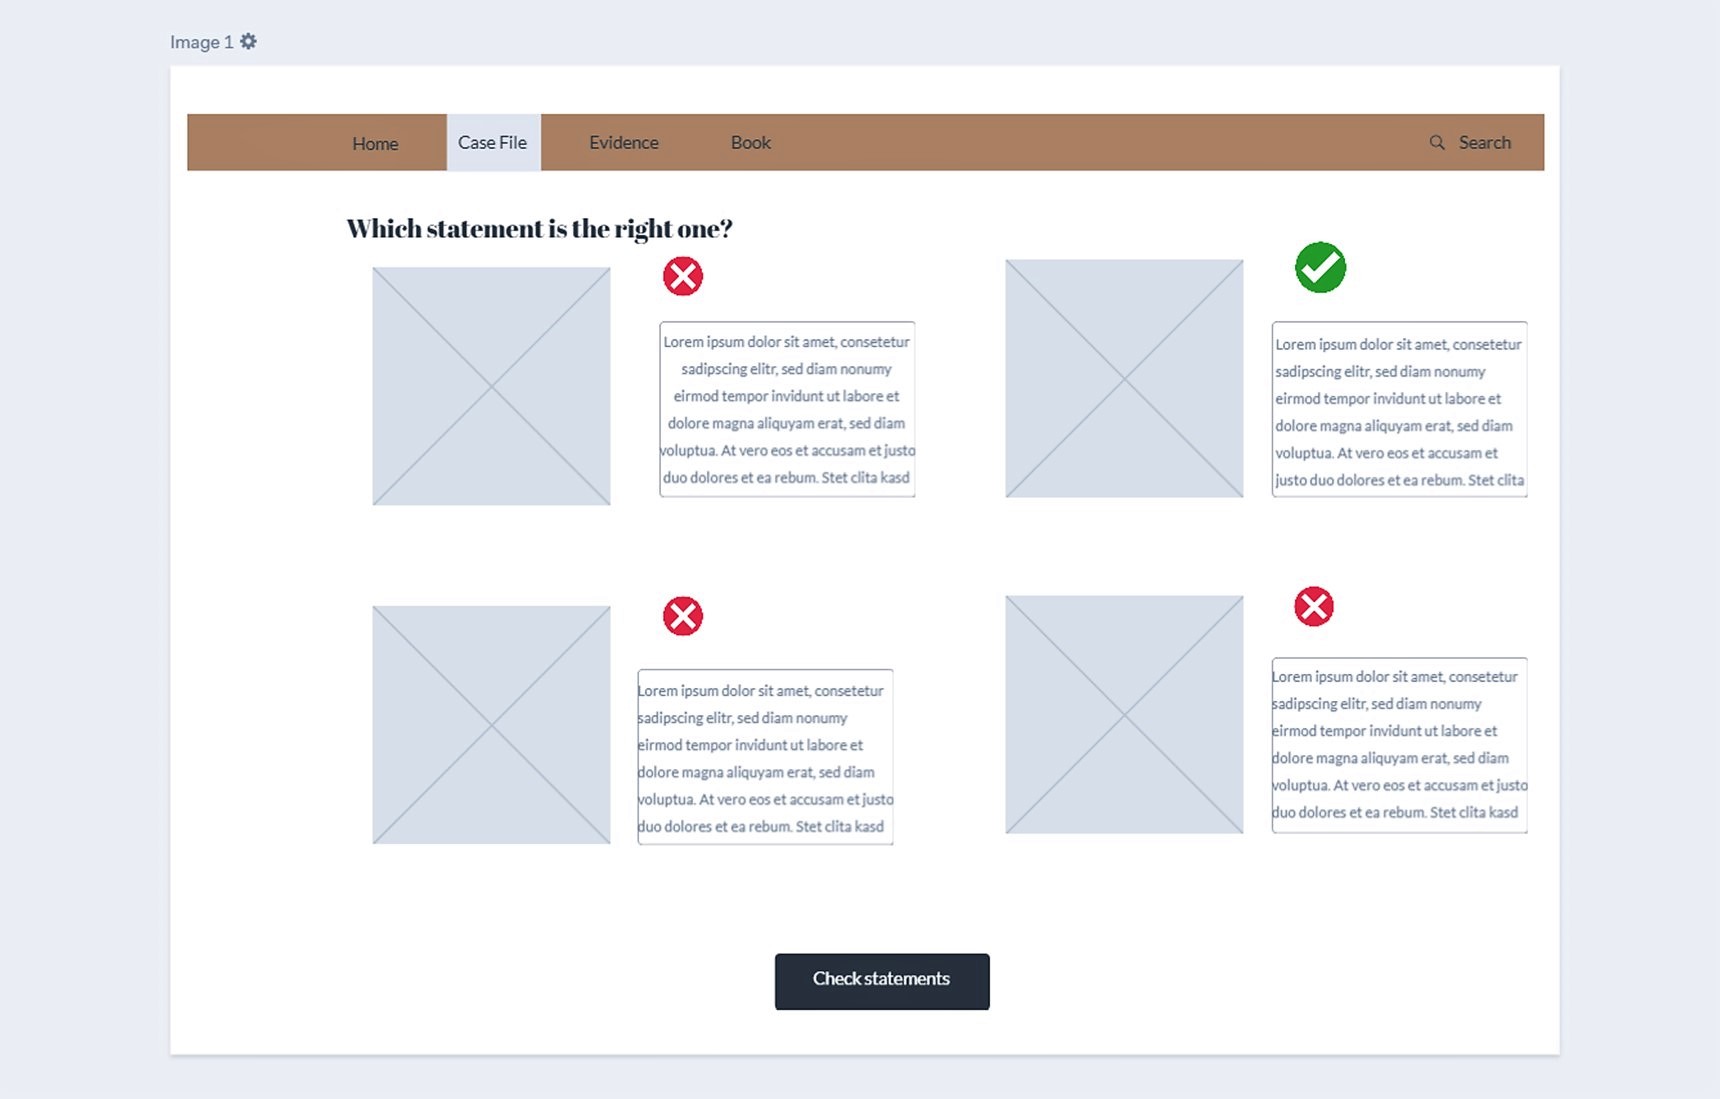 Image 1
Home
Case File
Evidence
Book
Search
Which statement is the right one?
Lorem ipsum dolor sit amet, consetetur
sadipscing elitr, sed diam nonumy
eirmod tempor invidunt ut labore et
dolore magna aliquyam erat, sed diam
voluptua. At vero eos et accusam et justo
duo dolores et ea rebum. Stet clita kasd
Lorem ipsum dolor sit amet, consetetur
sadipscing elitr, sed diam nonumy
eirmod tempor invidunt ut labore et
dolore magna aliquyam erat, sed diam
voluptua. At vero eos et accusam et
justo duo dolores et ea rebum. Stet clita
Lorem ipsum dolor sit amet, consetetur
sadipscing elitr, sed diam nonumy
eirmod tempor invidunt ut labore et
dolore magna aliquyam erat, sed diam
voluptua. At vero eos et accusam et justo
duo dolores et ea rebum. Stet clita kasd
Lorem ipsum dolor sit amet, consetetur
sadipscing elitr, sed diam nonumy
eirmod tempor invidunt ut labore et
dolore magna aliquyam erat, sed diam
voluptua. At vero eos et accusam et justo
duo dolores et ea rebum. Stet clita kasd
Check statements